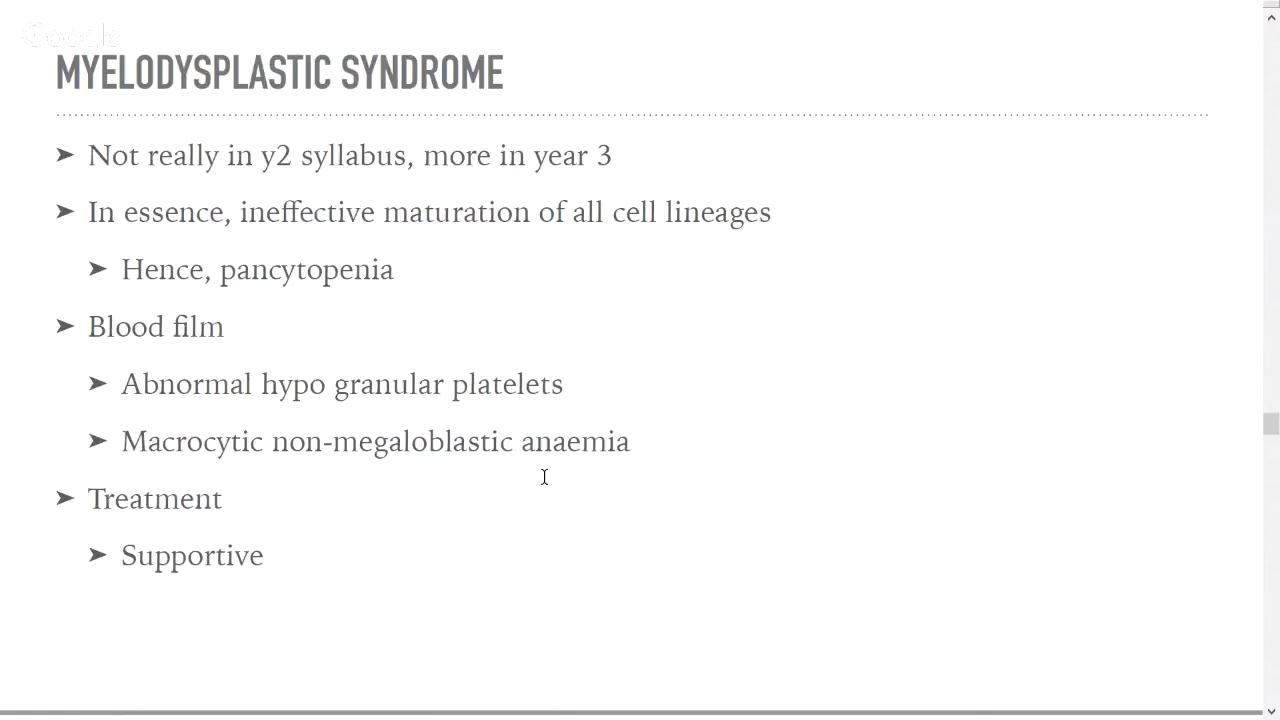 MYELODYSPLASTIC SYNDROME
➤ Not really in y2 syllabus, more in year 3
➤ In essence, ineffective maturation of all cell lineages
➤ Hence, pancytopenia
➤ Blood film
➤ Abnormal hypo granular platelets
➤ Macrocytic non-megaloblastic anaemia
➤ Treatment
➤ Supportive